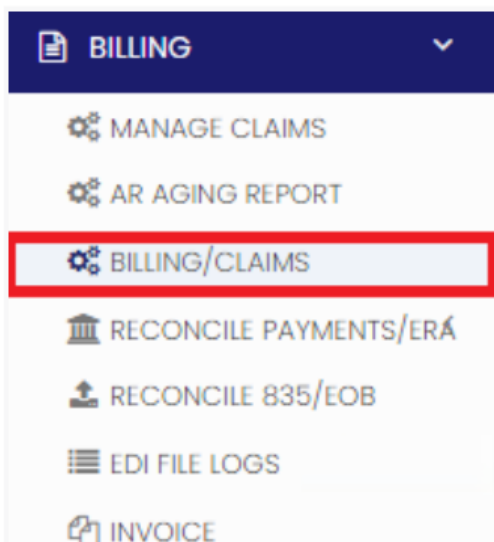 BILLING
MANAGE CLAIMS
AR AGING REPORT
BILLING/CLAIMS
RECONCILE PAYMENTS/ERA
RECONCILE 835/EOB
EDI FILE LOGS
INVOICE